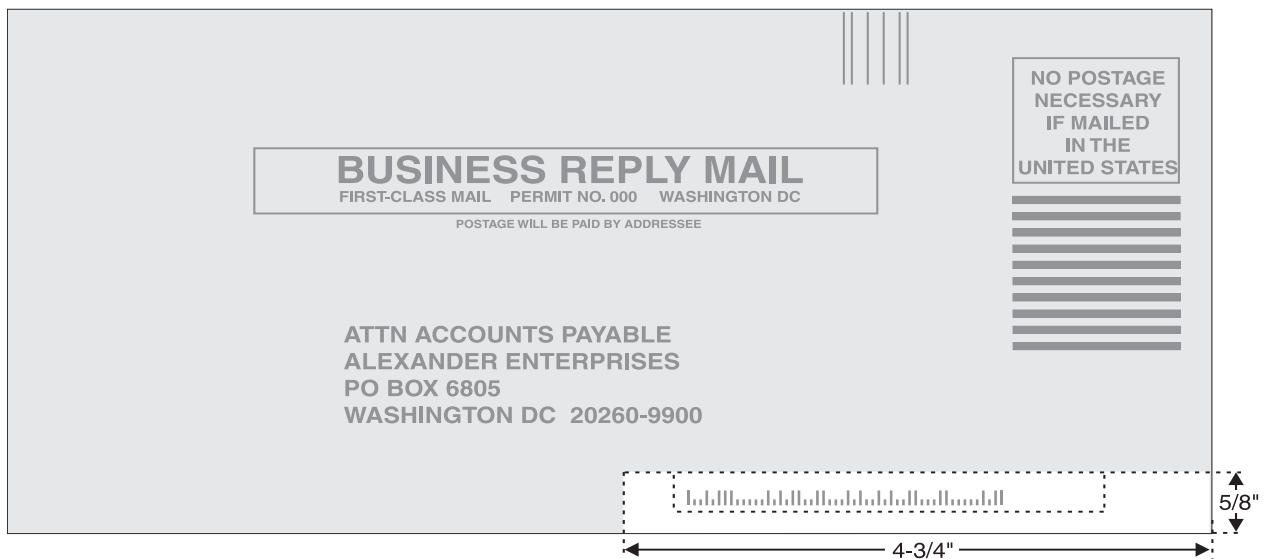 NO POSTAGE
NECESSARY
IF MAILED
IN THE
UNITED STATES
BUSINESS REPLY MAIL
FIRST-CLASS MAIL PERMIT NO. 000 WASHINGTON DC
POSTAGE WILL BE PAID BY ADDRESSEE
ATTN ACCOUNTS PAYABLE
ALEXANDER ENTERPRISES
PO BOX 6805
WASHINGTON DC 20260-9900
5/8"
4-3/4"